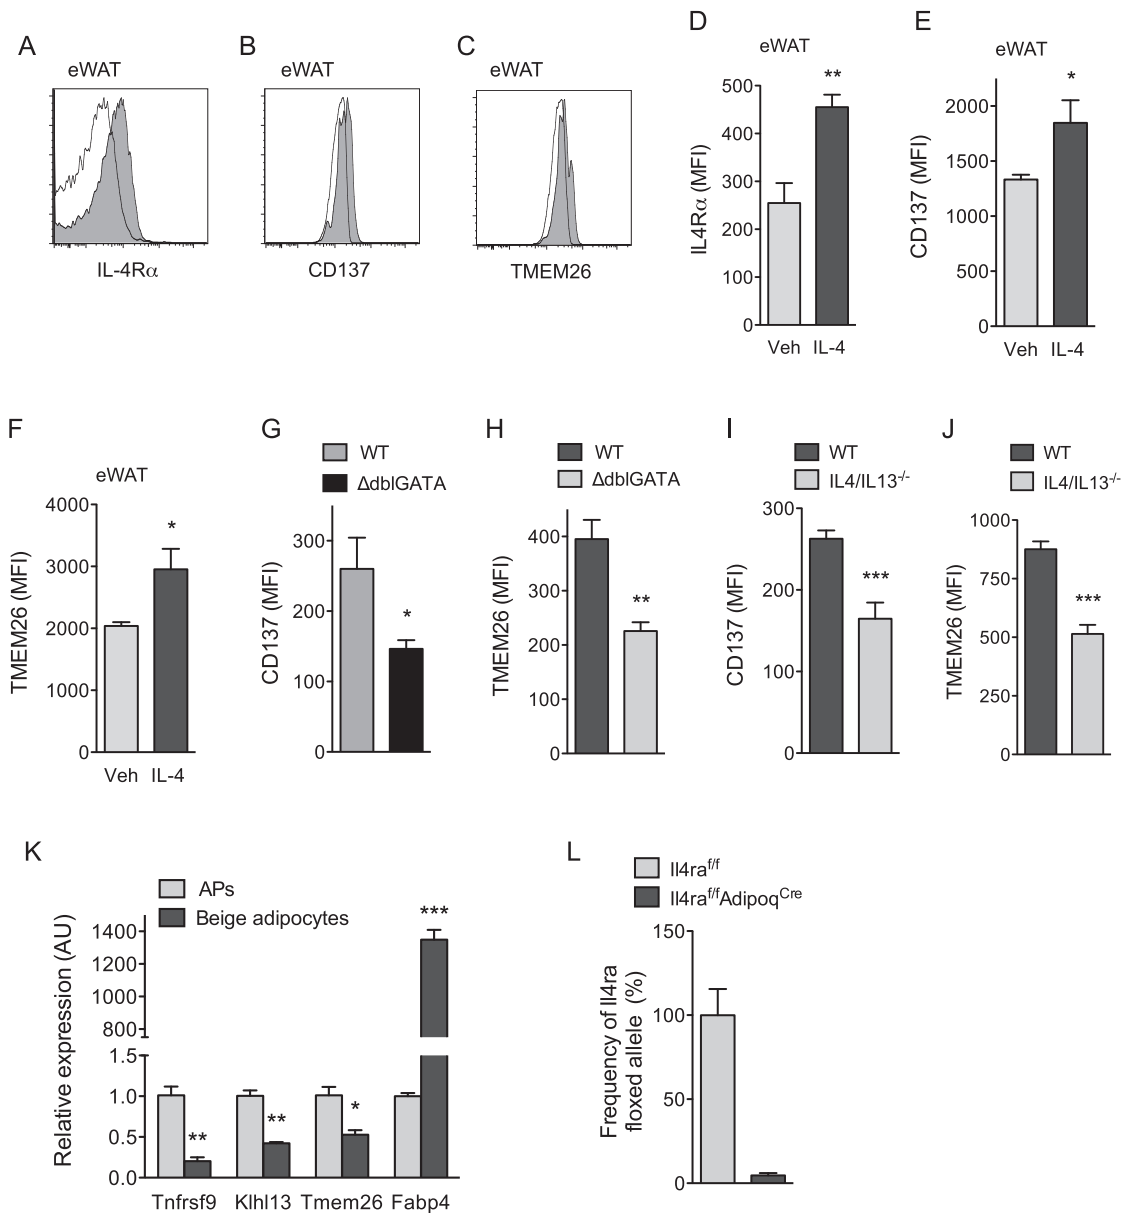 A
eWAT
IL-4Rα
B
eWAT
CD137
C
eWAT
TMEM26
D
eWAT
**
500
400
300
200
100
0
IL4Rα (MFI)
Veh IL-4
E
eWAT
*
2000
1500
1000
500
0
CD137 (MFI)
Veh IL-4
F
eWAT
4000
*
3000
2000
1000
0
TMEM26 (MFI)
Veh IL-4
G
WT
ΔdblGATA
300
200
100
0
*
CD137 (MFI)
H
WT
ΔdblGATA
400
300
200
100
0
**
TMEM26 (MFI)
I
WT
IL4/IL13-/-
300
200
100
0
***
CD137 (MFI)
J
WT
IL4/IL13-/-
1000
750
500
250
0
***
TMEM26 (MFI)
K
APs
Beige adipocytes
***
1400
1200
1000
800
1.5
1.0
0.5
0.0
**
**
*
Relative expression (AU)
Tnfrsf9 Klhl13 Tmem26 Fabp4
L
Il4raf/f
Il4raf/fAdipoqCre
150
100
50
0
Frequency of Il4ra
floxed allele (%)